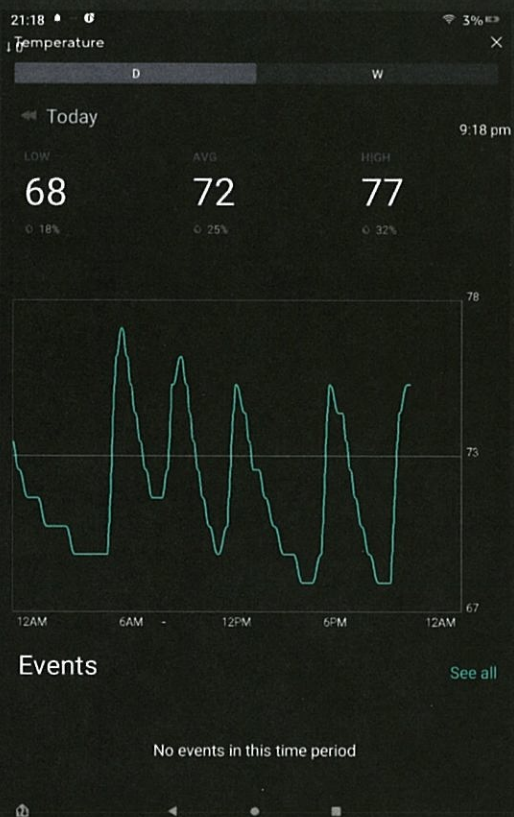 21:18 3%
Temperature
D W
Today
9:18 pm
LOW AVG HIGH
68 72 77
18% 25% 32%
78
73
67
12AM 6AM - 12PM 6PM 12AM
Events
See all
No events in this time period